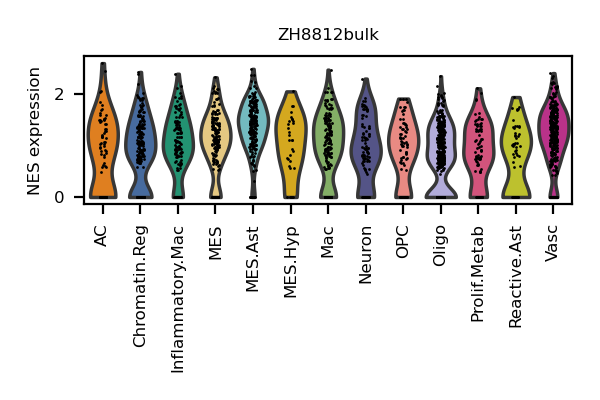 ZH8812bulk
NES expression
2
0
AC
Chromatin.Reg
Inflammatory.Mac
MES
MES.Ast
MES.Hyp
Mac
Neuron
OPC
Oligo
Prolif.Metab
Reactive.Ast
Vasc